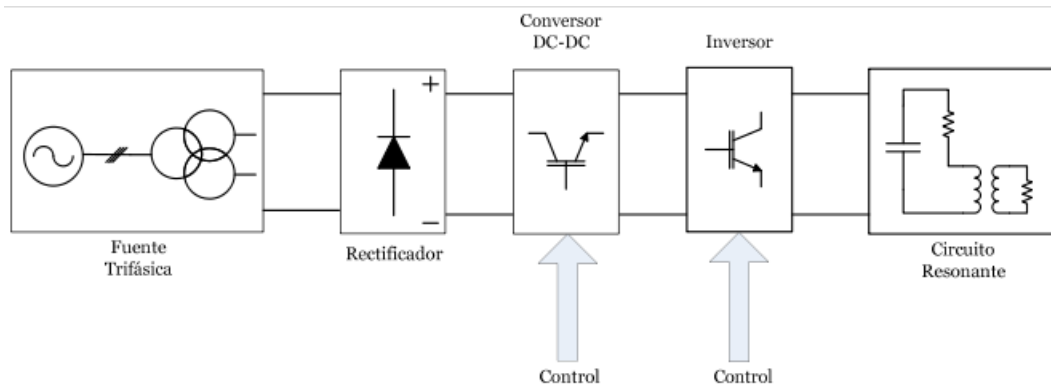 Conversor
DC-DC
Inversor
+
−
Fuente
Trifásica
Rectificador
Circuito
Resonante
Control
Control